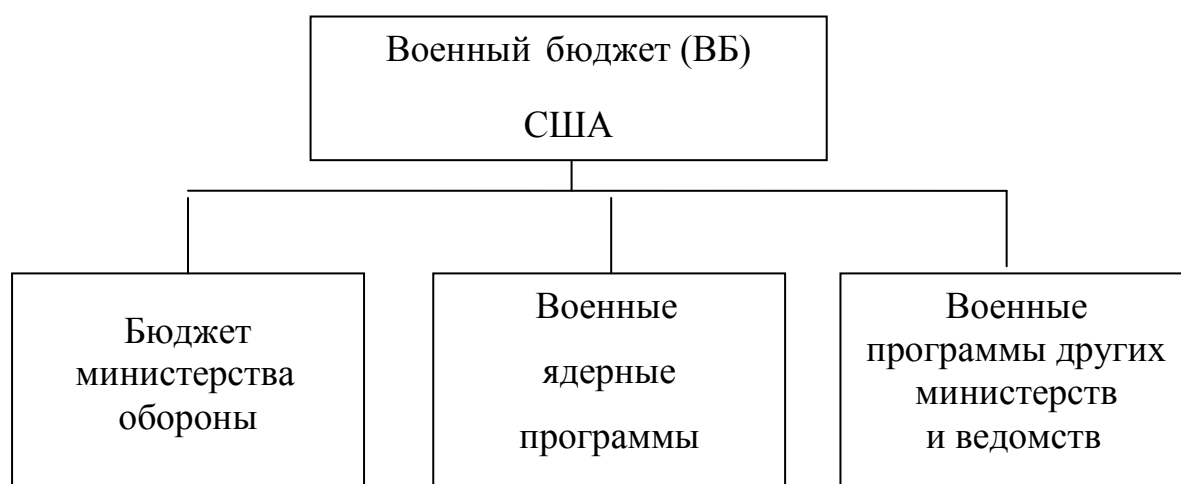 Военный бюджет (ВБ)
США
Бюджет
министерства
обороны
Военные
ядерные
программы
Военные
программы других
министерств
и ведомств